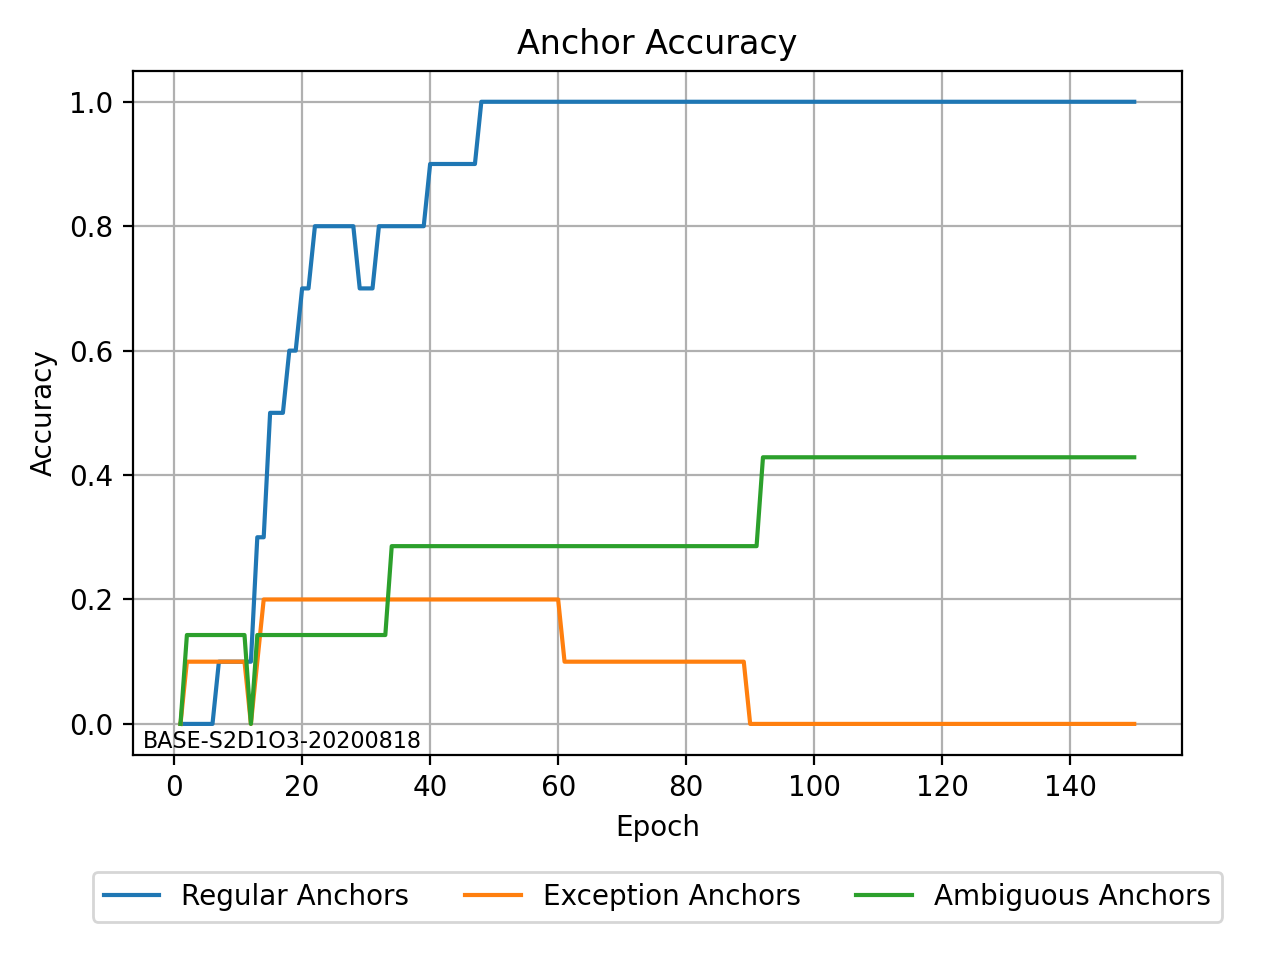 Anchor Accuracy
Accuracy
1.0
0.8
0.6
0.4
0.2
0.0
BASE-S2D1O3-20200818
0 20 40 60 80 100 120 140
Epoch
Regular Anchors Exception Anchors Ambiguous Anchors